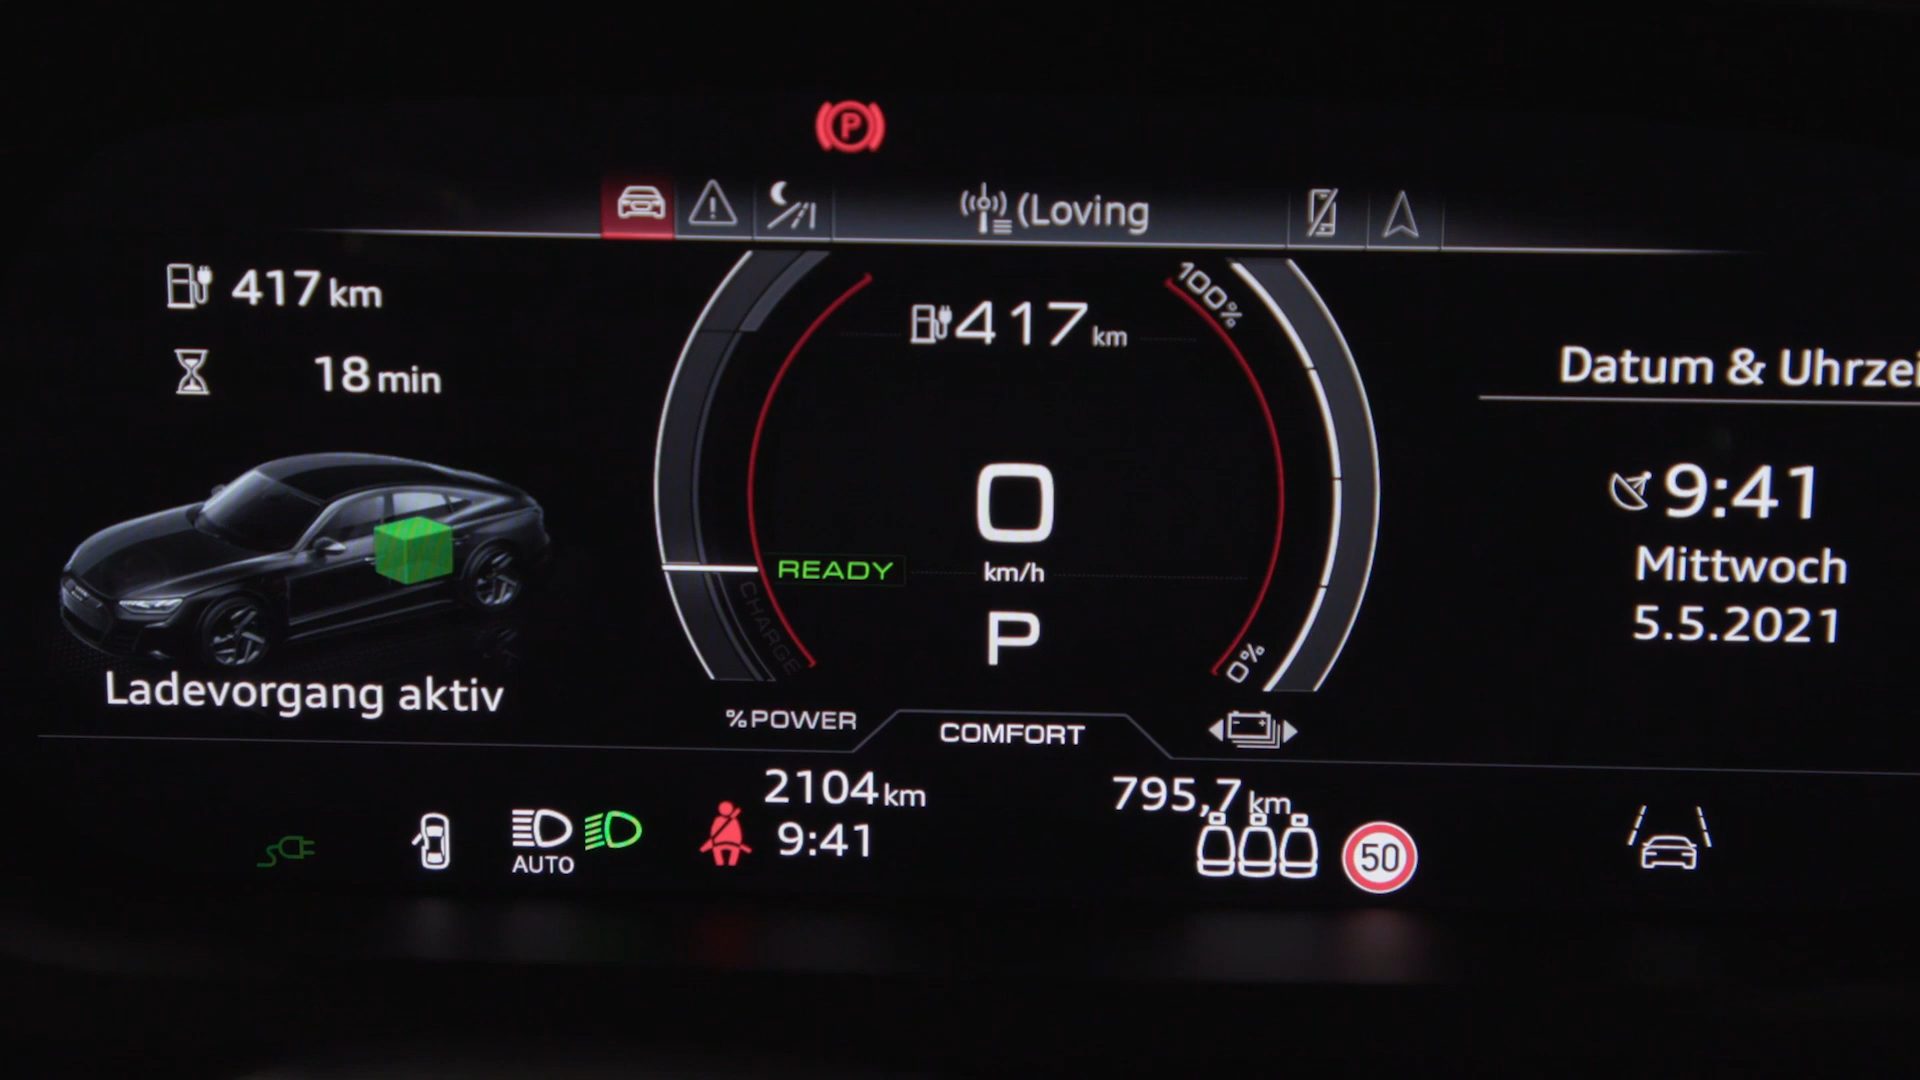 P
(Loving
417 km
18 min
Ladevorgang aktiv
100%
417 km
0
km/h
READY
P
CHARGE
0%
%POWER
COMFORT
Datum & Uhrzei
9:41
Mittwoch
5.5.2021
AUTO
2104 km
9:41
795,7 km
50